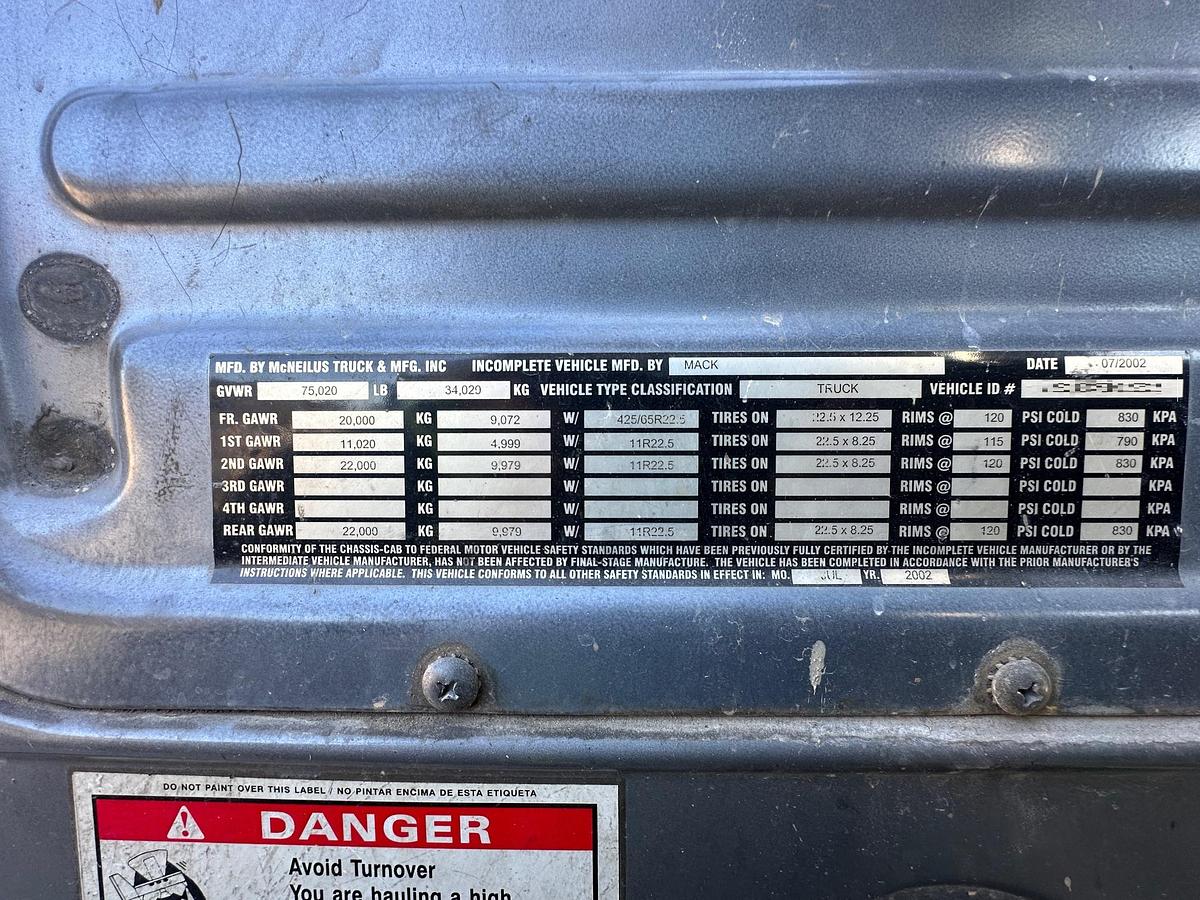 MFD. BY McNEILUS TRUCK & MFG. INC INCOMPLETE VEHICLE MFD. BY MACK DATE 07/2002
GVWR 75,020 LB 34,029 KG VEHICLE TYPE CLASSIFICATION TRUCK VEHICLE ID #
FR. GAWR 20,000 KG 9,072 W/ 425/65R22.5 TIRES ON 22.5 x 12.25 RIMS @ 120 PSI COLD 830 KPA
1ST GAWR 11,020 KG 4,999 W/ 11R22.5 TIRES ON 22.5 x 8.25 RIMS @ 115 PSI COLD 790 KPA
2ND GAWR 22,000 KG 9,979 W/ 11R22.5 TIRES ON 22.5 x 8.25 RIMS @ 120 PSI COLD 830 KPA
3RD GAWR KG W/ TIRES ON RIMS @ PSI COLD KPA
4TH GAWR KG W/ TIRES ON RIMS @ PSI COLD KPA
REAR GAWR 22,000 KG 9,979 W/ 11R22.5 TIRES ON 22.5 x 8.25 RIMS @ 120 PSI COLD 830 KPA
CONFORMITY OF THE CHASSIS-CAB TO FEDERAL MOTOR VEHICLE SAFETY STANDARDS WHICH HAVE BEEN PREVIOUSLY FULLY CERTIFIED BY THE INCOMPLETE VEHICLE MANUFACTURER OR BY THE
INTERMEDIATE VEHICLE MANUFACTURER, HAS NOT BEEN AFFECTED BY FINAL-STAGE MANUFACTURE. THE VEHICLE HAS BEEN COMPLETED IN ACCORDANCE WITH THE PRIOR MANUFACTURER'S
INSTRUCTIONS WHERE APPLICABLE. THIS VEHICLE CONFORMS TO ALL OTHER SAFETY STANDARDS IN EFFECT IN: MO. JUL YR. 2002
DO NOT PAINT OVER THIS LABEL / NO PINTAR ENCIMA DE ESTA ETIQUETA
DANGER
Avoid Turnover
You are hauling a high